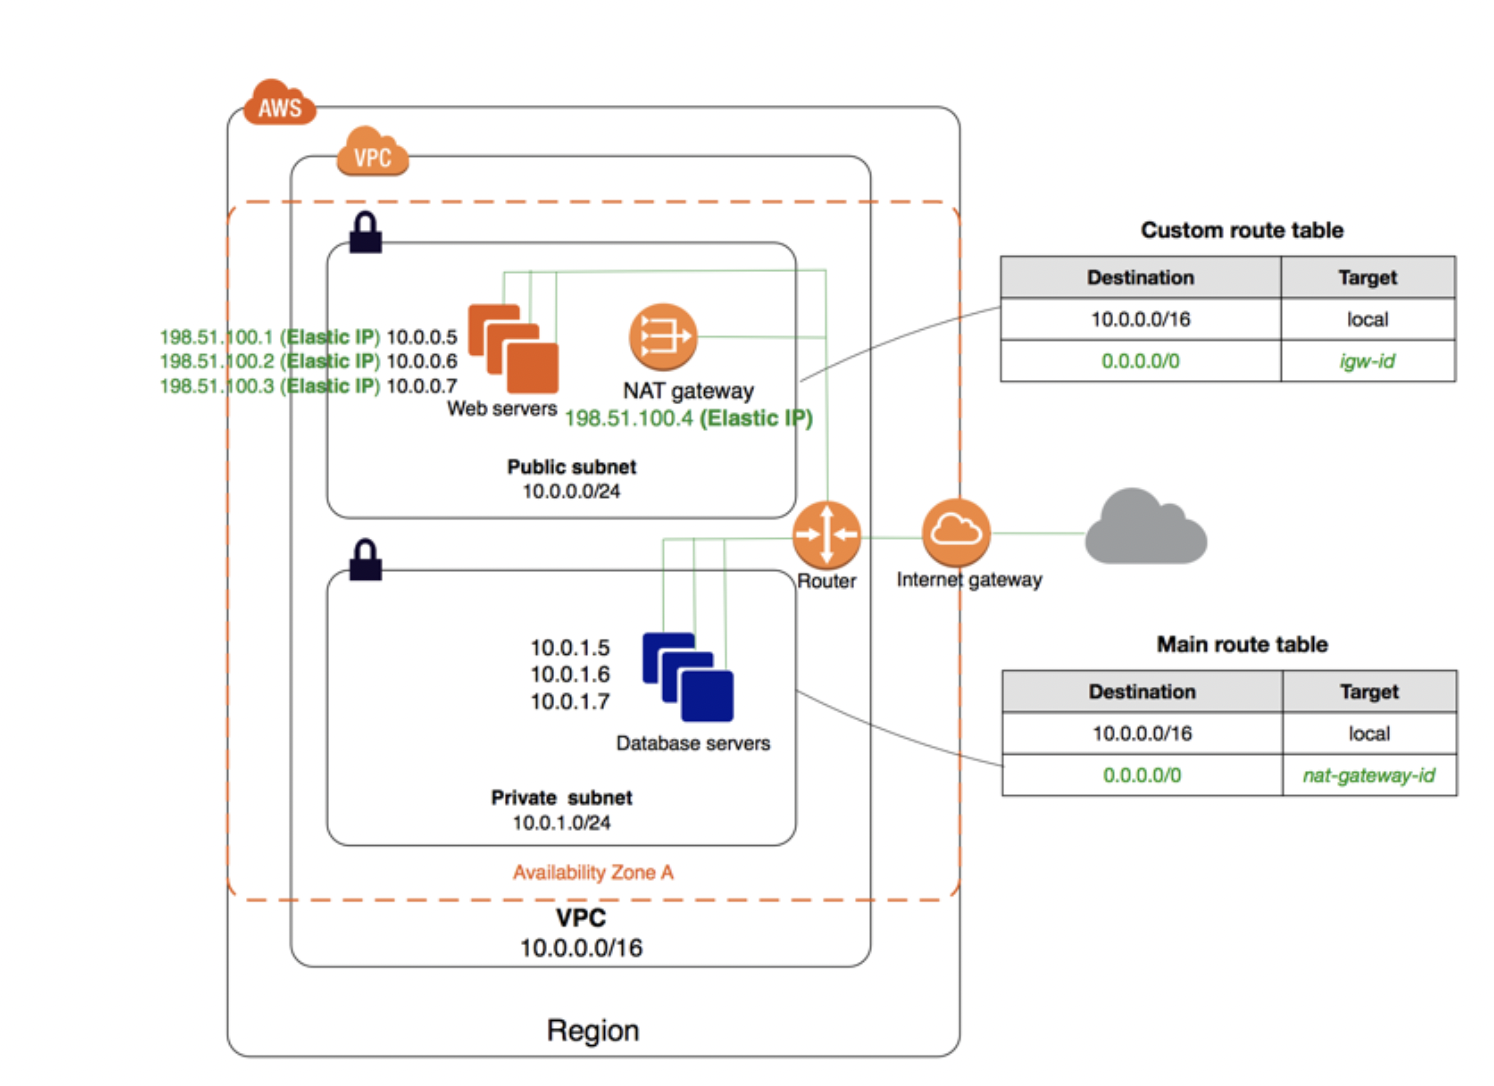 AWS
VPC
198.51.100.1 (Elastic IP) 10.0.0.5
198.51.100.2 (Elastic IP) 10.0.0.6
198.51.100.3 (Elastic IP) 10.0.0.7
Web servers
NAT gateway
198.51.100.4 (Elastic IP)
Public subnet
10.0.0.0/24
Custom route table
Destination Target
10.0.0.0/16 local
0.0.0.0/0 igw-id
Router
Internet gateway
10.0.1.5
10.0.1.6
10.0.1.7
Database servers
Private subnet
10.0.1.0/24
Main route table
Destination Target
10.0.0.0/16 local
0.0.0.0/0 nat-gateway-id
Availability Zone A
VPC
10.0.0.0/16
Region